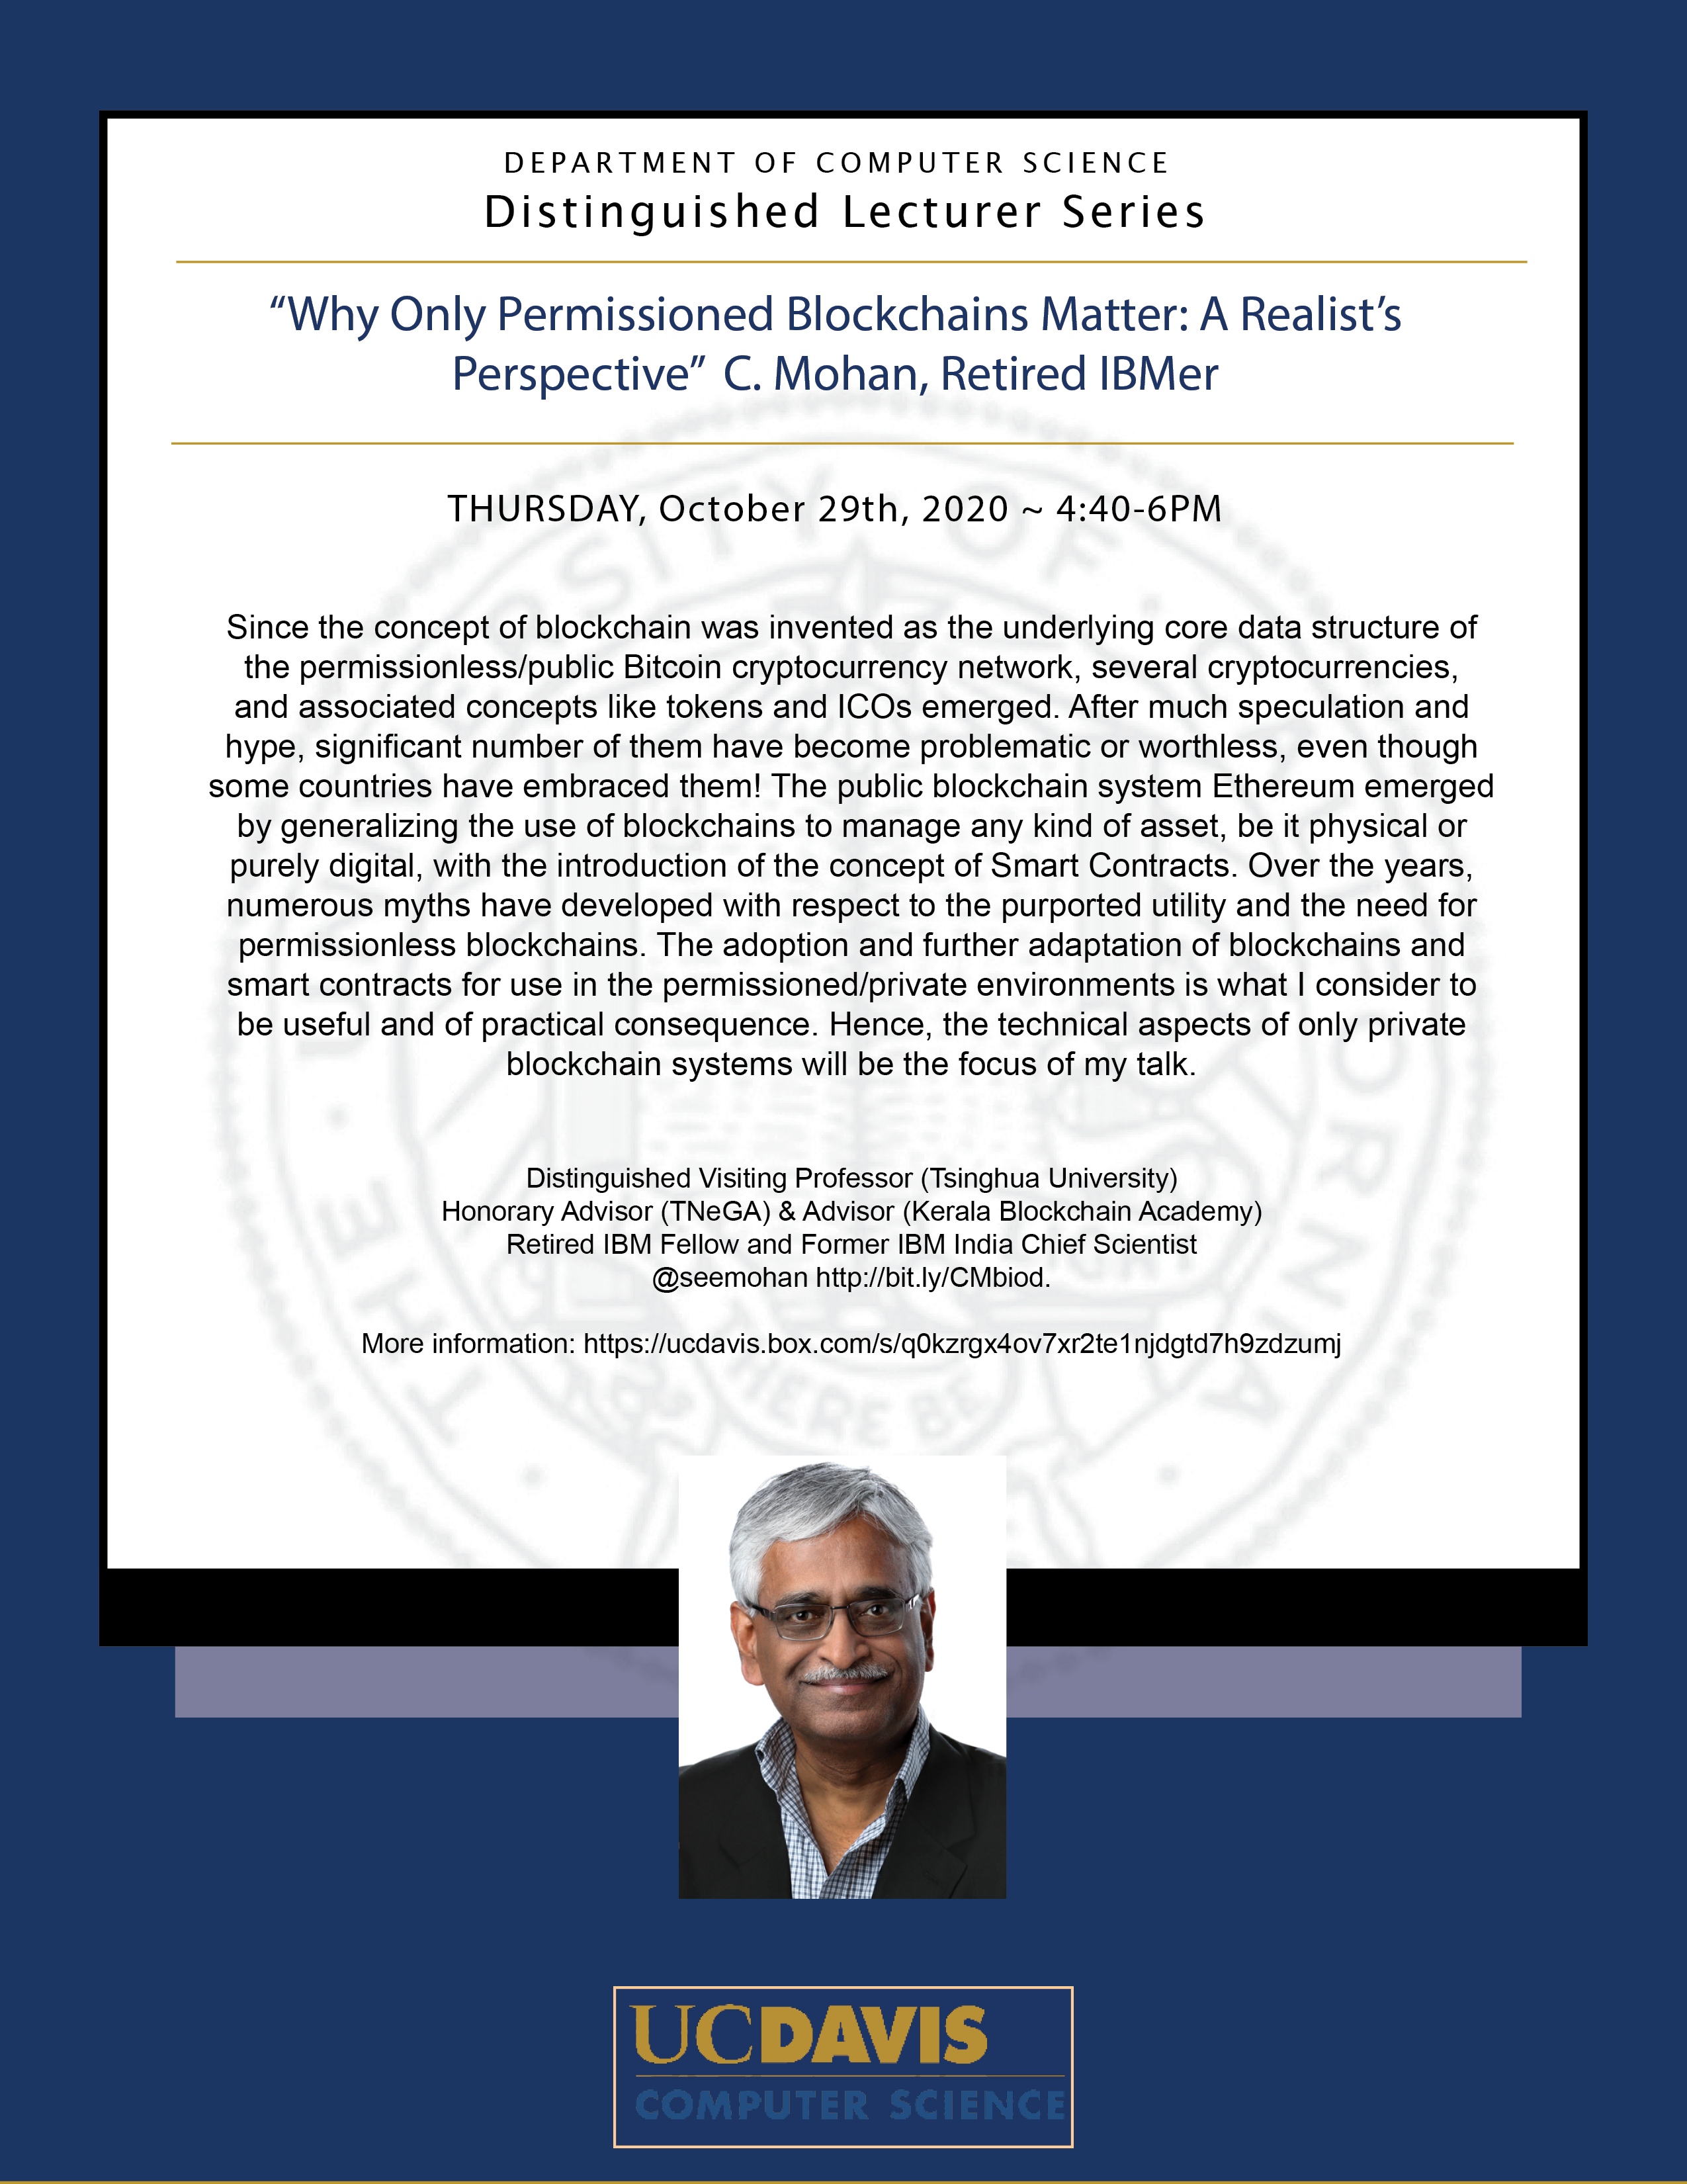 DEPARTMENT OF COMPUTER SCIENCE
Distinguished Lecturer Series
“Why Only Permissioned Blockchains Matter: A Realist’s
Perspective” C. Mohan, Retired IBMer
THURSDAY, October 29th, 2020 ~ 4:40-6PM
Since the concept of blockchain was invented as the underlying core data structure of
the permissionless/public Bitcoin cryptocurrency network, several cryptocurrencies,
and associated concepts like tokens and ICOs emerged. After much speculation and
hype, significant number of them have become problematic or worthless, even though
some countries have embraced them! The public blockchain system Ethereum emerged
by generalizing the use of blockchains to manage any kind of asset, be it physical or
purely digital, with the introduction of the concept of Smart Contracts. Over the years,
numerous myths have developed with respect to the purported utility and the need for
permissionless blockchains. The adoption and further adaptation of blockchains and
smart contracts for use in the permissioned/private environments is what I consider to
be useful and of practical consequence. Hence, the technical aspects of only private
blockchain systems will be the focus of my talk.
Distinguished Visiting Professor (Tsinghua University)
Honorary Advisor (TNeGA) & Advisor (Kerala Blockchain Academy)
Retired IBM Fellow and Former IBM India Chief Scientist
@seemohan http://bit.ly/CMbiod.
More information: https://ucdavis.box.com/s/q0kzrgx4ov7xr2te1njdgtd7h9zdzumj
THE UNIVERSITY OF CALIFORNIA
LIGHT
THERE BE
UCDAVIS
COMPUTER SCIENCE